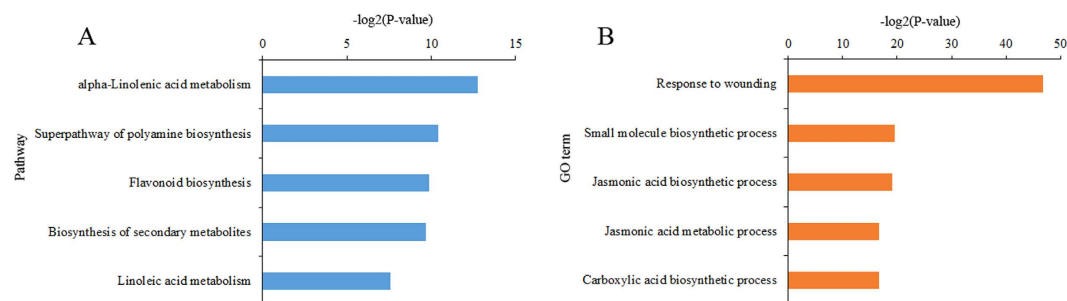 A
-log2(P-value)
0 5 10 15
Pathway
alpha-Linolenic acid metabolism
Superpathway of polyamine biosynthesis
Flavonoid biosynthesis
Biosynthesis of secondary metabolites
Linoleic acid metabolism
B
-log2(P-value)
0 10 20 30 40 50
GO term
Response to wounding
Small molecule biosynthetic process
Jasmonic acid biosynthetic process
Jasmonic acid metabolic process
Carboxylic acid biosynthetic process